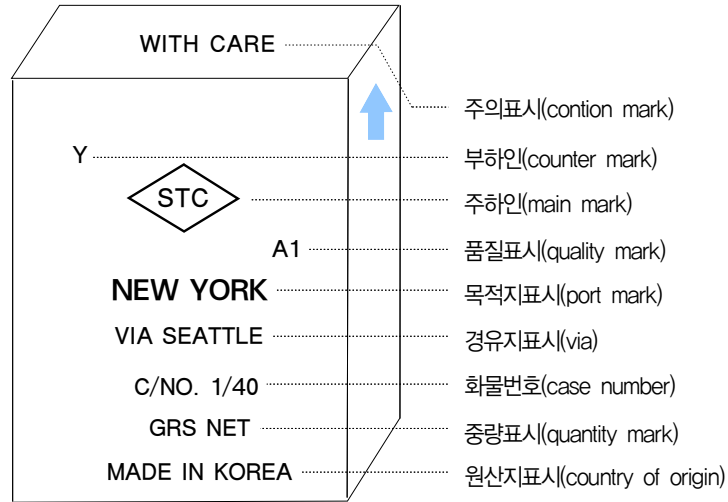 WITH CARE
주의표시(contion mark)
Y
부하인(counter mark)
STC
주하인(main mark)
A1
품질표시(quality mark)
NEW YORK
목적지표시(port mark)
VIA SEATTLE
경유지표시(via)
C/NO. 1/40
화물번호(case number)
GRS NET
중량표시(quantity mark)
MADE IN KOREA
원산지표시(country of origin)